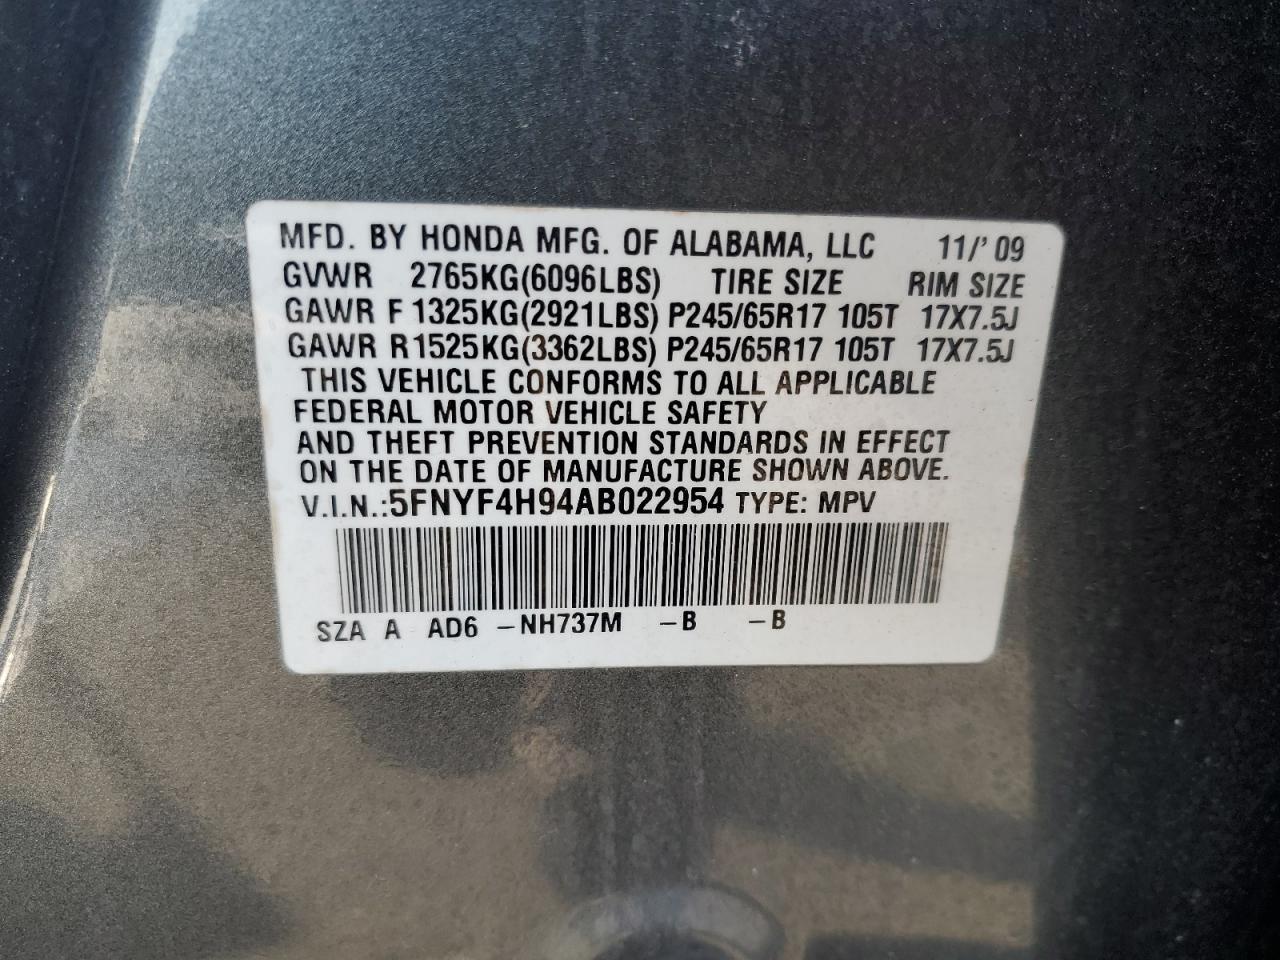 MFD. BY HONDA MFG. OF ALABAMA, LLC 11/' 09
GVWR 2765KG(6096LBS) TIRE SIZE RIM SIZE
GAWR F 1325KG(2921LBS) P245/65R17 105T 17X7.5J
GAWR R1525KG(3362LBS) P245/65R17 105T 17X7.5J
THIS VEHICLE CONFORMS TO ALL APPLICABLE
FEDERAL MOTOR VEHICLE SAFETY
AND THEFT PREVENTION STANDARDS IN EFFECT
ON THE DATE OF MANUFACTURE SHOWN ABOVE.
V.I.N.:5FNYF4H94AB022954 TYPE: MPV
SZA A AD6 –NH737M –B –B